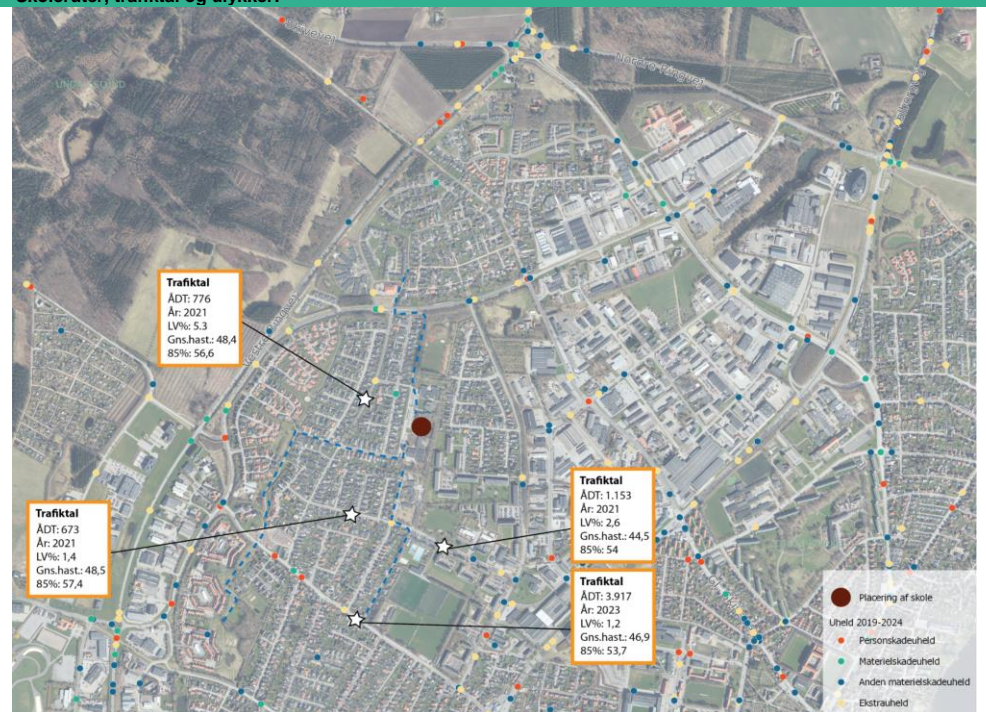 Skoleruter, trafiktal og ulykker:
Nordre Ringvej
Trafiktal
ÅDT: 776
År: 2021
LV%: 5.3
Gns.hast.: 48,4
85%: 56,6
Trafiktal
ÅDT: 673
År: 2021
LV%: 1,4
Gns.hast.: 48,5
85%: 57,4
Trafiktal
ÅDT: 1.153
År: 2021
LV%: 2,6
Gns.hast.: 44,5
85%: 54
Trafiktal
ÅDT: 3.917
År: 2023
LV%: 1,2
Gns.hast.: 46,9
85%: 53,7
Placering af skole
Uheld 2019-2024
Personskadeuheld
Materielskadeuheld
Anden materielskadeuheld
Ekstrauheld